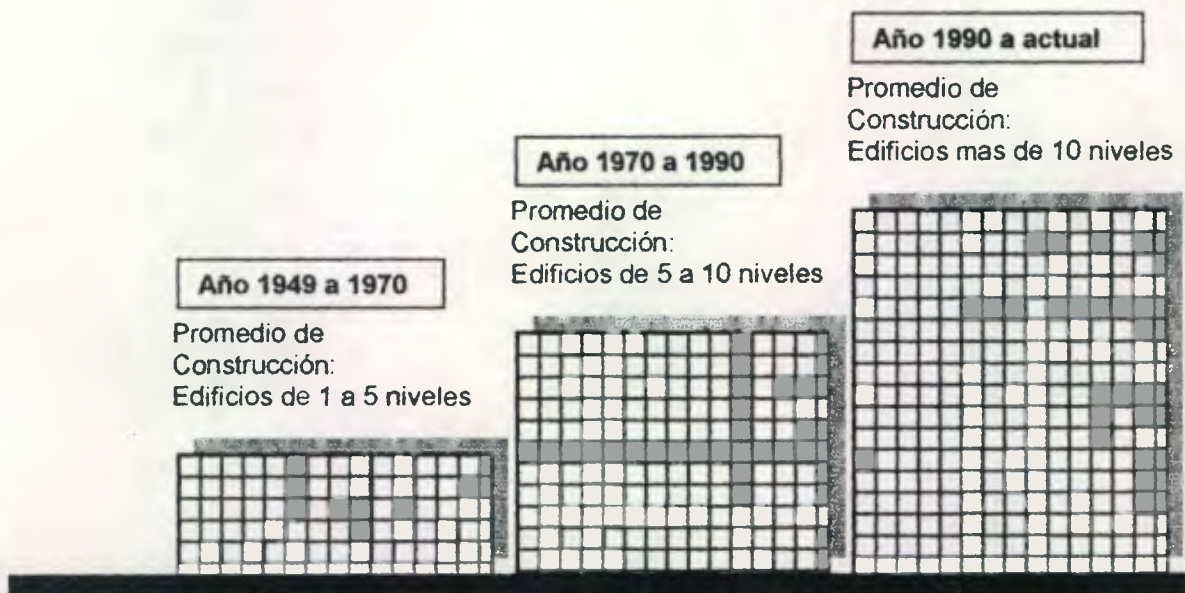 Año 1949 a 1970
Promedio de
Construcción:
Edificios de 1 a 5 niveles
Año 1970 a 1990
Promedio de
Construcción:
Edificios de 5 a 10 niveles
Año 1990 a actual
Promedio de
Construcción:
Edificios mas de 10 niveles